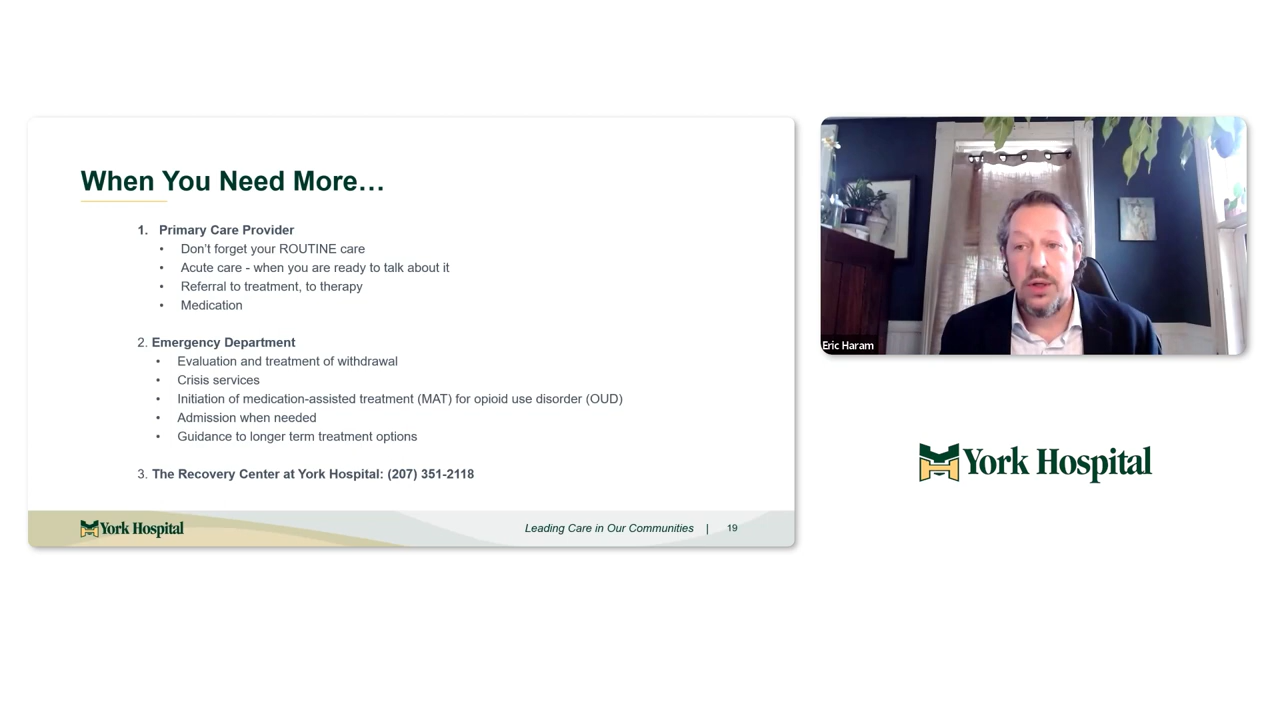 When You Need More…
1. Primary Care Provider
• Don’t forget your ROUTINE care
• Acute care - when you are ready to talk about it
• Referral to treatment, to therapy
• Medication
2. Emergency Department
• Evaluation and treatment of withdrawal
• Crisis services
• Initiation of medication-assisted treatment (MAT) for opioid use disorder (OUD)
• Admission when needed
• Guidance to longer term treatment options
3. The Recovery Center at York Hospital: (207) 351-2118
York Hospital
Leading Care in Our Communities | 19
Eric Haram
York Hospital